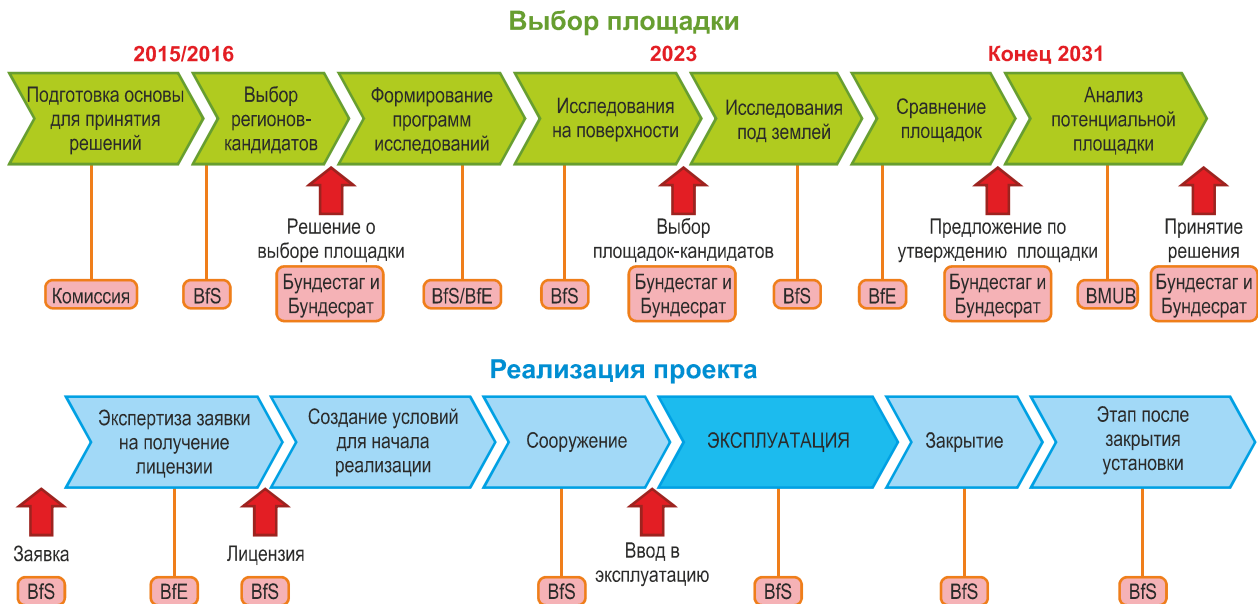 Выбор площадки
2015/2016
2023
Конец 2031
Подготовка основы
для принятия
решений
Выбор
регионов-
кандидатов
Формирование
программ
исследований
Исследования
на поверхности
Исследования
под землей
Сравнение
площадок
Анализ
потенциальной
площадки
Решение о
выборе площадки
Выбор
площадок-кандидатов
Предложение по
утверждению площадки
Принятие
решения
Комиссия
BfS
Бундестаг и
Бундесрат
BfS/BfE
BfS
Бундестаг и
Бундесрат
BfS
BfE
Бундестаг и
Бундесрат
BMUB
Бундестаг и
Бундесрат
Реализация проекта
Экспертиза заявки
на получение
лицензии
Создание условий
для начала
реализации
Сооружение
ЭКСПЛУАТАЦИЯ
Закрытие
Этап после
закрытия
установки
Заявка
Лицензия
Ввод в
эксплуатацию
BfS
BfE
BfS
BfS
BfS
BfS
BfS